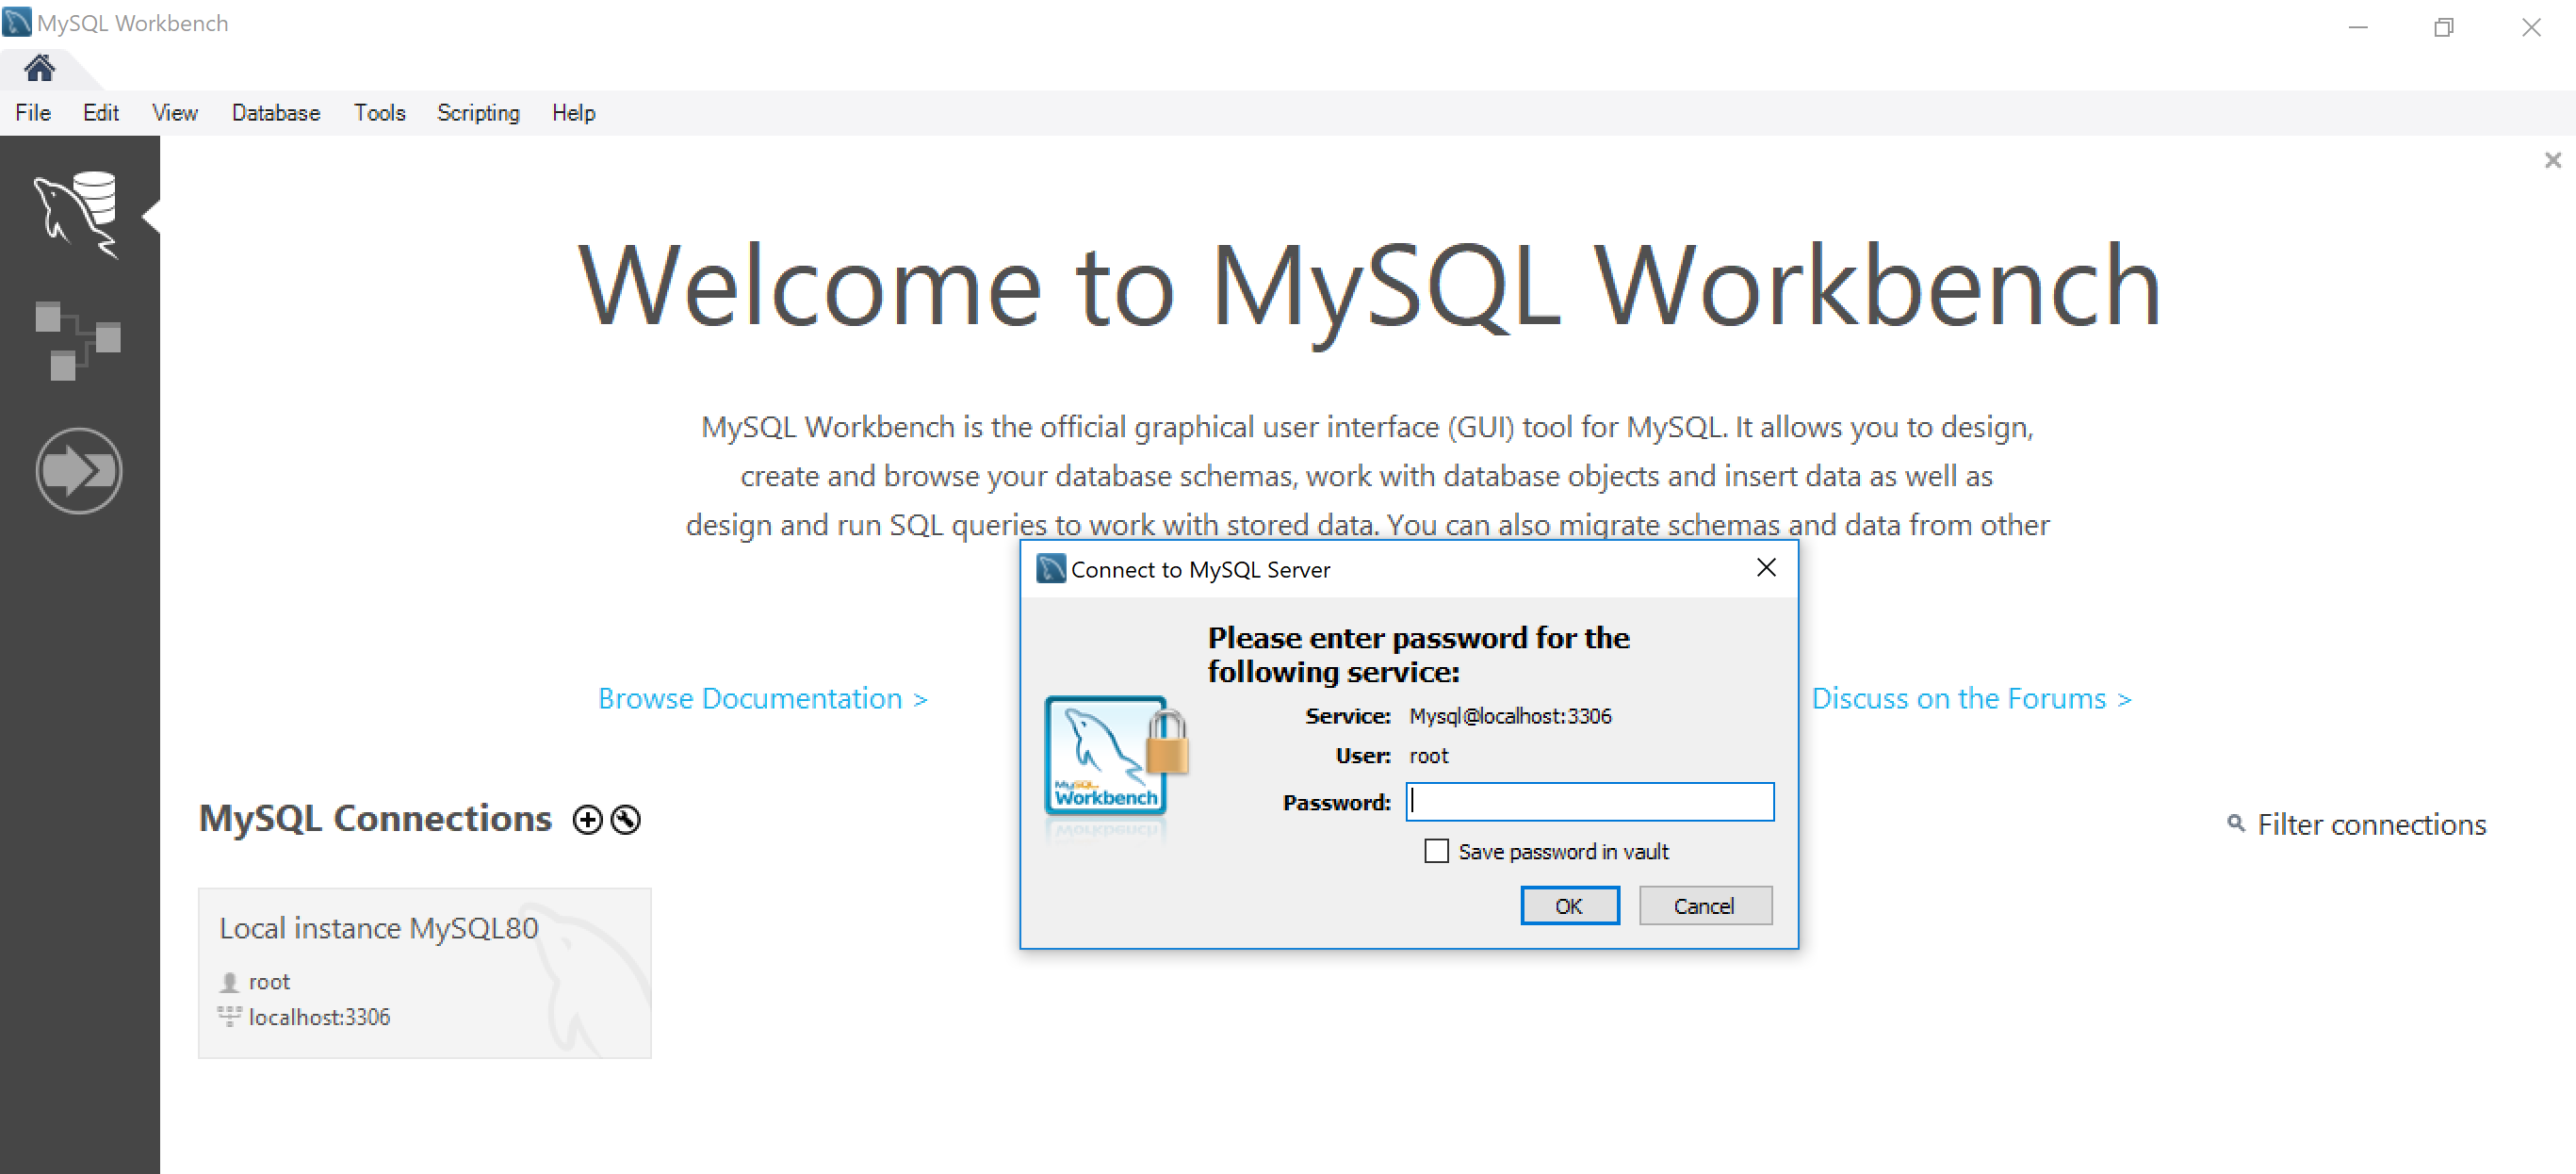 MySQL Workbench
File Edit View Database Tools Scripting Help
Welcome to MySQL Workbench
MySQL Workbench is the official graphical user interface (GUI) tool for MySQL. It allows you to design,
create and browse your database schemas, work with database objects and insert data as well as
design and run SQL queries to work with stored data. You can also migrate schemas and data from other
Connect to MySQL Server
Please enter password for the
following service:
Service: Mysql@localhost:3306
User: root
Password:
Save password in vault
OK Cancel
MySQL
Workbench
Browse Documentation >
Discuss on the Forums >
MySQL Connections
Filter connections
Local instance MySQL80
root
localhost:3306